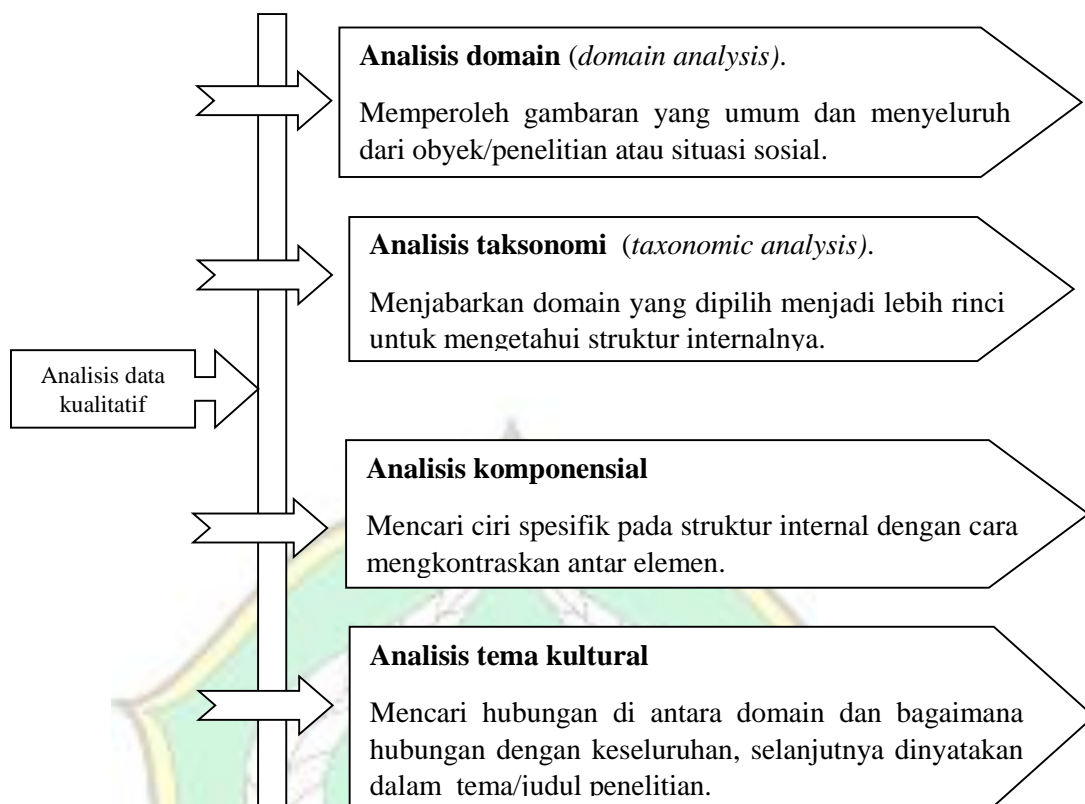 Analisis domain (domain analysis).
Memperoleh gambaran yang umum dan menyeluruh
dari obyek/penelitian atau situasi sosial.
Analisis taksonomi (taxonomic analysis).
Menjabarkan domain yang dipilih menjadi lebih rinci
untuk mengetahui struktur internalnya.
Analisis data
kualitatif
Analisis komponensial
Mencari ciri spesifik pada struktur internal dengan cara
mengkontraskan antar elemen.
Analisis tema kultural
Mencari hubungan di antara domain dan bagaimana
hubungan dengan keseluruhan, selanjutnya dinyatakan
dalam tema/judul penelitian.